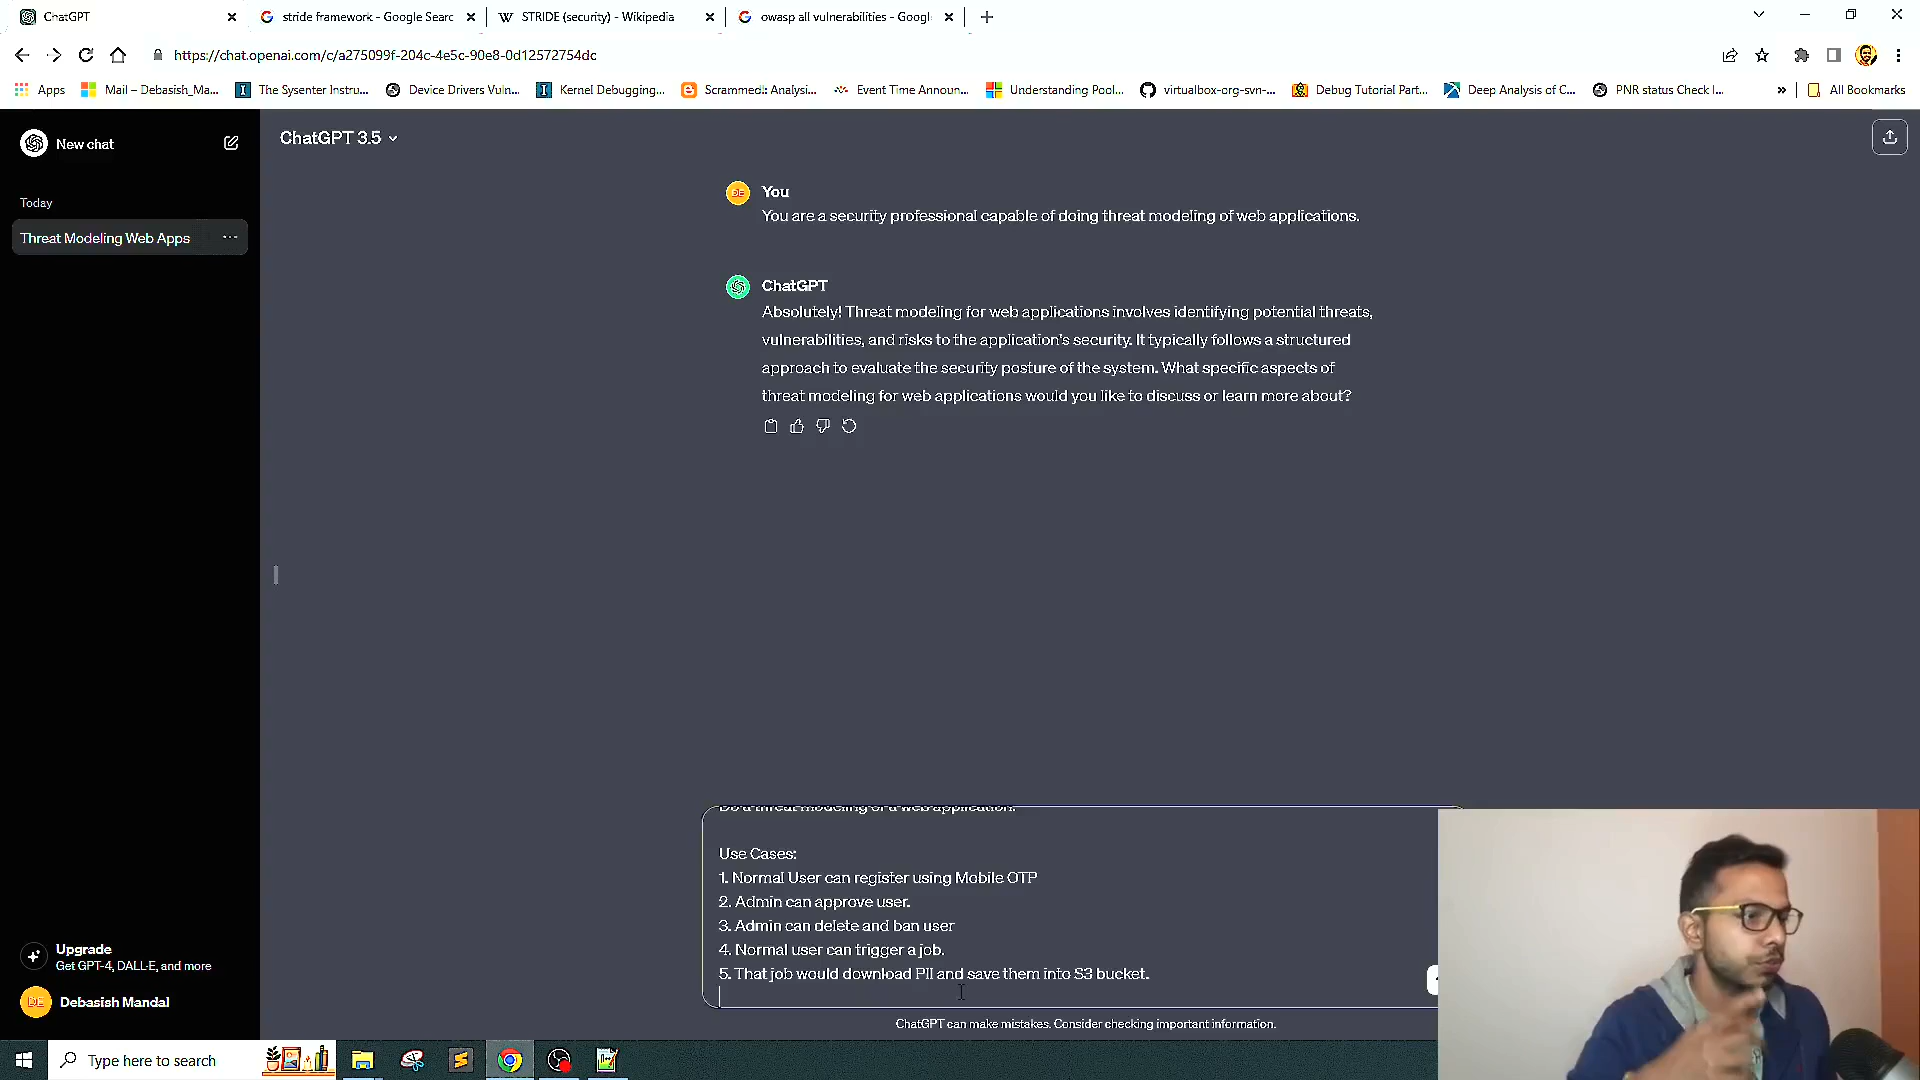 ChatGPT
stride framework - Google Searc
STRIDE (security) - Wikipedia
owasp all vulnerabilities - Googl
https://chat.openai.com/c/a275099f-204c-4e5c-90e8-0d12572754dc
Apps
Mail – Debasish_Ma...
The Sysenter Instru...
Device Drivers Vuln...
Kernel Debugging,...
Scrammed!: Analysi...
Event Time Announ...
Understanding Pool...
virtualbox-org-svn-...
Debug Tutorial Part...
Deep Analysis of C...
PNR status Check I...
»
All Bookmarks
New chat
ChatGPT 3.5
Today
Threat Modeling Web Apps
DE
You
You are a security professional capable of doing threat modeling of web applications.
ChatGPT
Absolutely! Threat modeling for web applications involves identifying potential threats,
vulnerabilities, and risks to the application's security. It typically follows a structured
approach to evaluate the security posture of the system. What specific aspects of
threat modeling for web applications would you like to discuss or learn more about?
Do a threat modeling of a web application.
Use Cases:
1. Normal User can register using Mobile OTP
2. Admin can approve user.
3. Admin can delete and ban user
4. Normal user can trigger a job.
5. That job would download PII and save them into S3 bucket.
ChatGPT can make mistakes. Consider checking important information.
Upgrade
Get GPT-4, DALL·E, and more
DE
Debasish Mandal
Type here to search